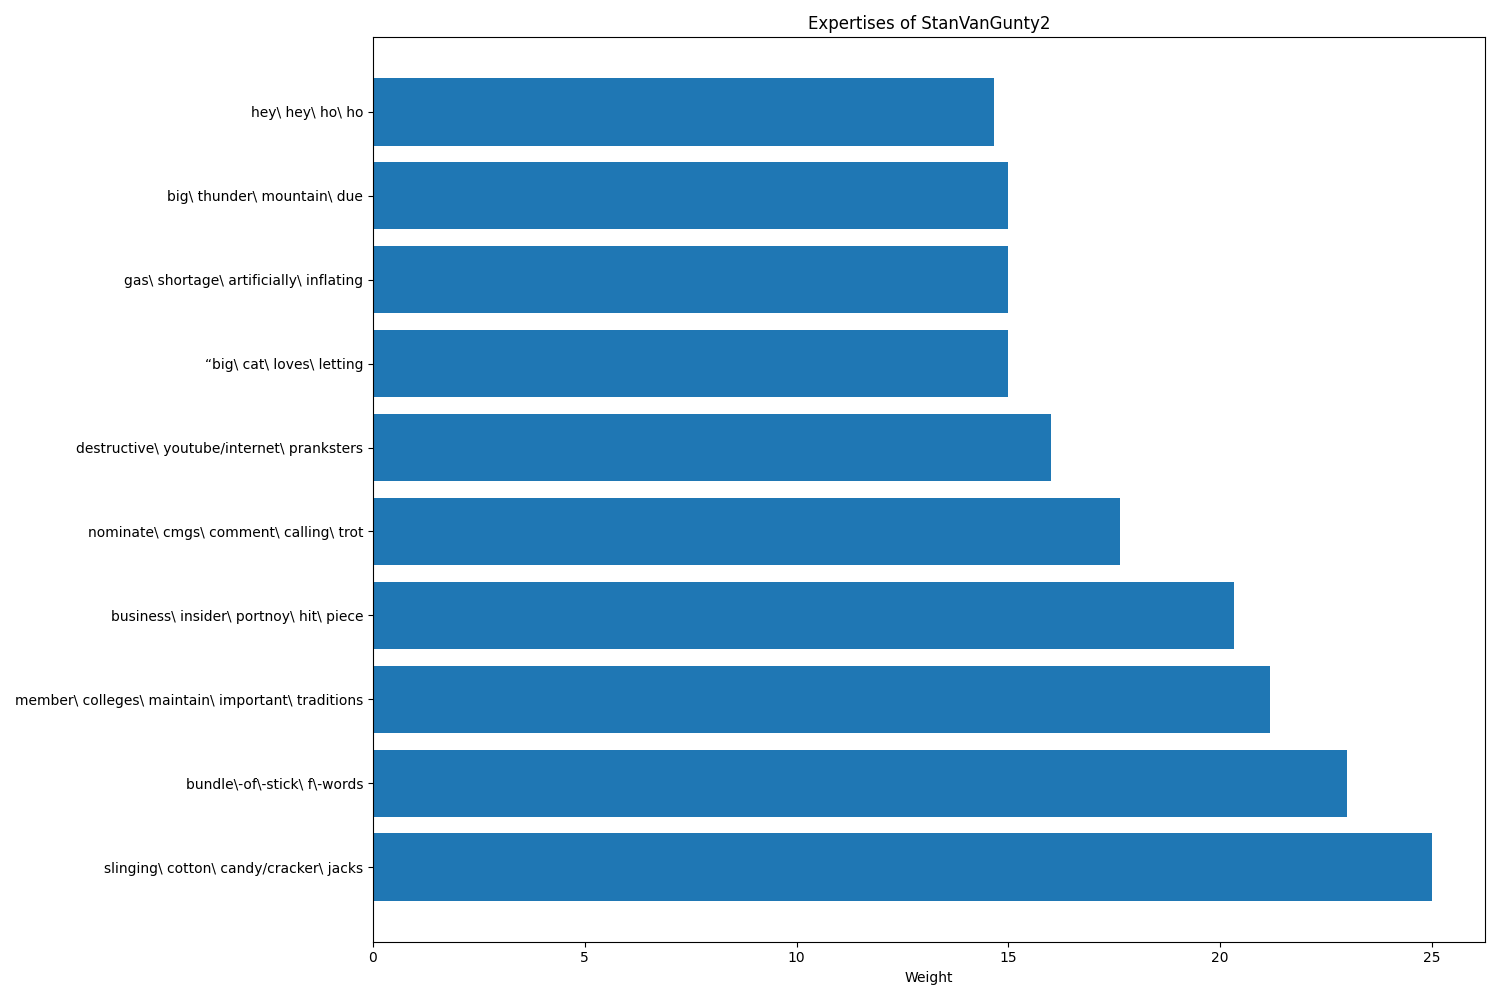 Expertises of StanVanGunty2
hey\ hey\ ho\ ho
big\ thunder\ mountain\ due
gas\ shortage\ artificially\ inflating
“big\ cat\ loves\ letting
destructive\ youtube/internet\ pranksters
nominate\ cmgs\ comment\ calling\ trot
business\ insider\ portnoy\ hit\ piece
member\ colleges\ maintain\ important\ traditions
bundle\-of\-stick\ f\-words
slinging\ cotton\ candy/cracker\ jacks
0 5 10 15 20 25
Weight